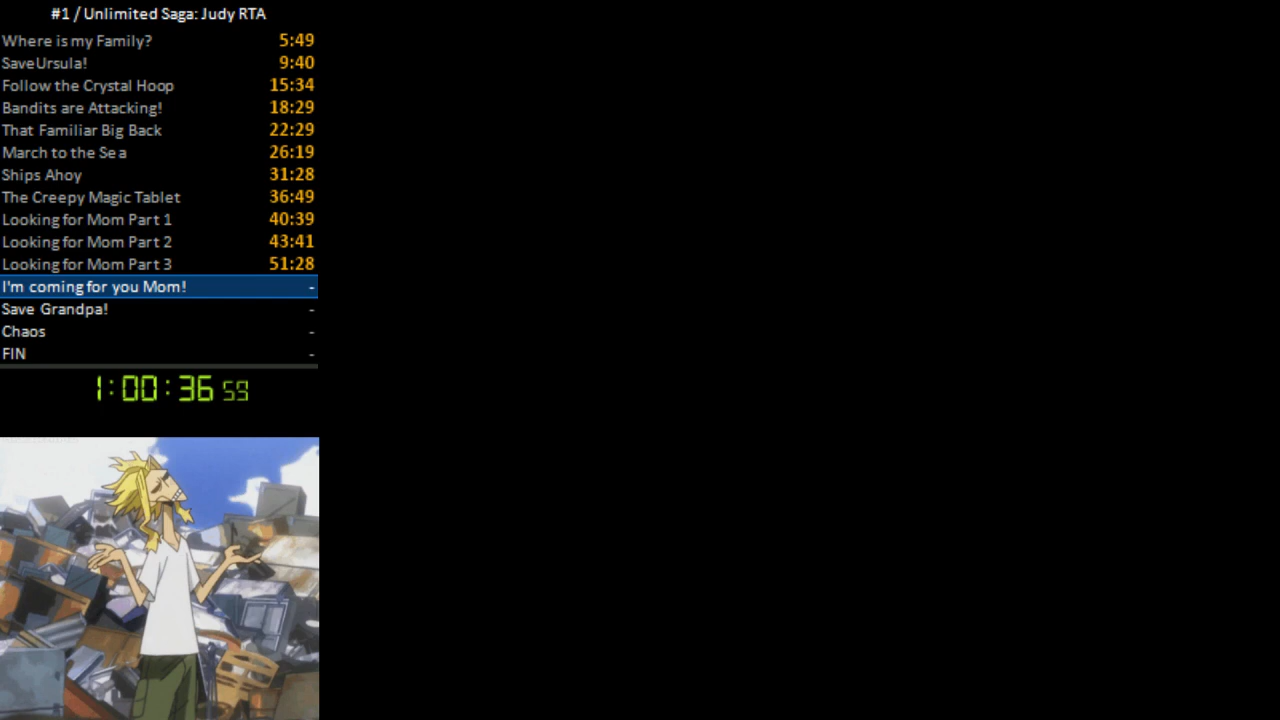 #1 / Unlimited Saga: Judy RTA
Where is my Family? 5:49
Save Ursula! 9:40
Follow the Crystal Hoop 15:34
Bandits are Attacking! 18:29
That Familiar Big Back 22:29
March to the Sea 26:19
Ships Ahoy 31:28
The Creepy Magic Tablet 36:49
Looking for Mom Part 1 40:39
Looking for Mom Part 2 43:41
Looking for Mom Part 3 51:28
I'm coming for you Mom! -
Save Grandpa! -
Chaos -
FIN -
1:00:36 59